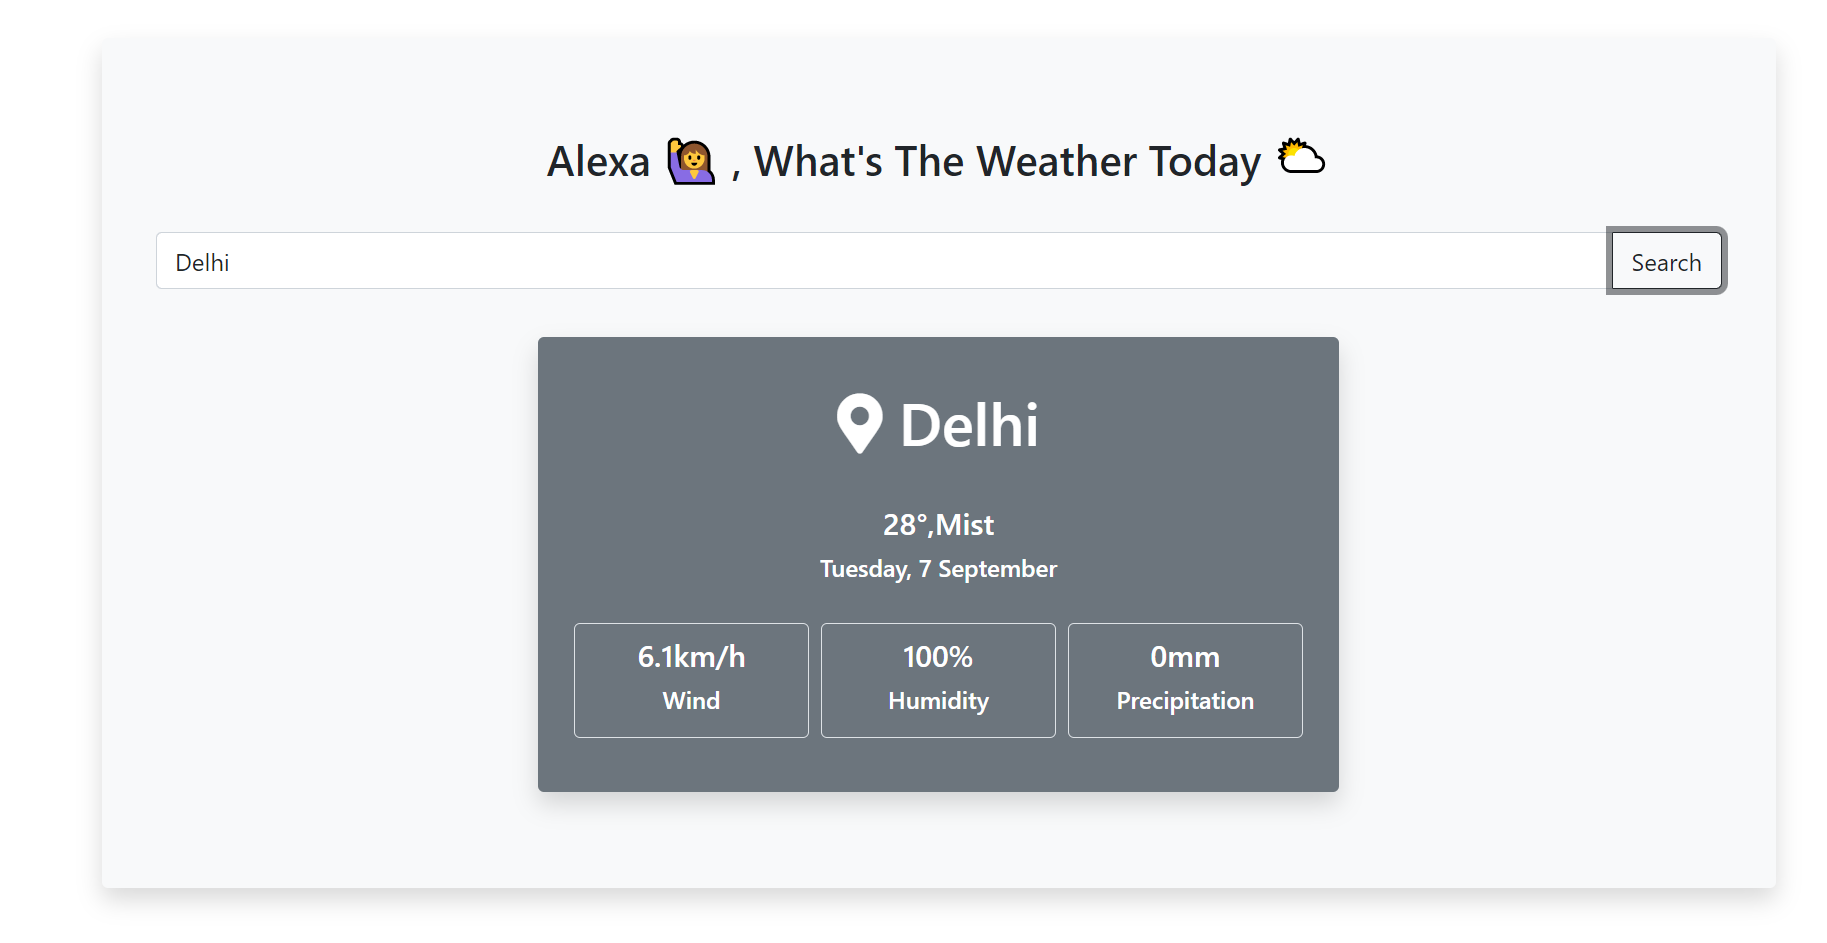 Alexa 🙋‍♀️ , What's The Weather Today ⛅
Delhi
Search
Delhi
28°,Mist
Tuesday, 7 September
6.1km/h
Wind
100%
Humidity
0mm
Precipitation